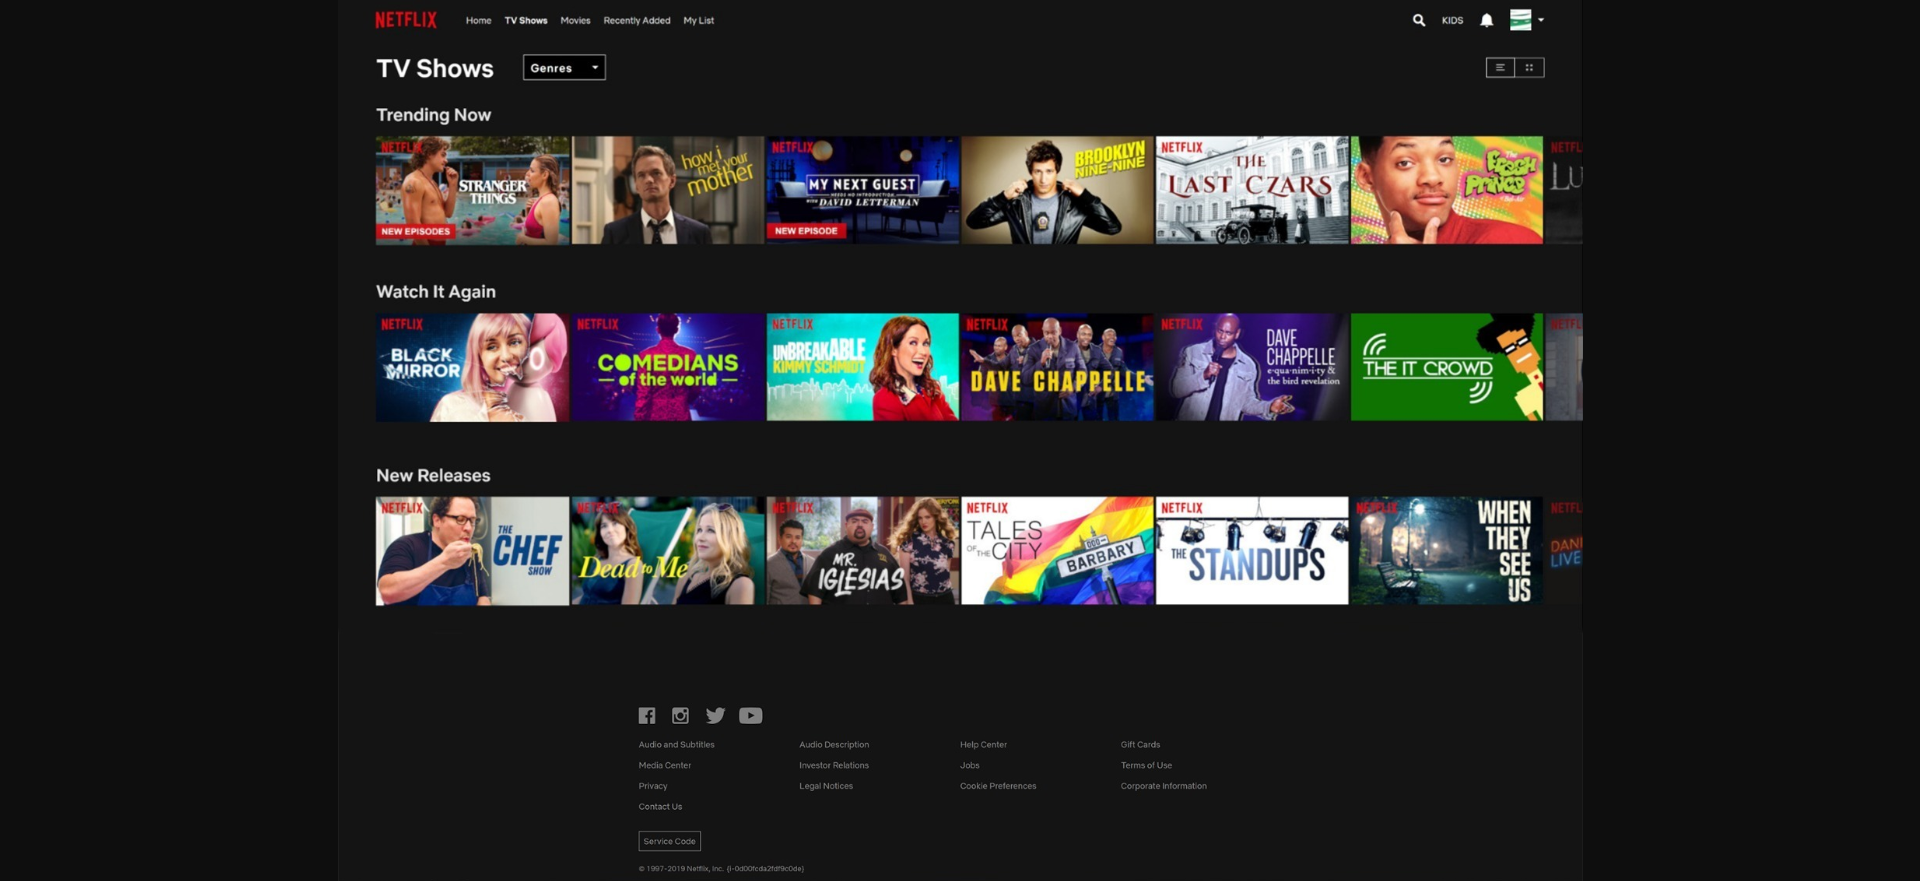 NETFLIX
Home TV Shows Movies Recently Added My List
KIDS
TV Shows
Genres
Trending Now
NETFLIX
STRANGER
THINGS
NEW EPISODES
how i
met your
mother
NETFLIX
MY NEXT GUEST
NEEDS NO INTRODUCTION
WITH DAVID LETTERMAN
NEW EPISODE
BROOKLYN
NINE-NINE
NETFLIX
THE
LAST CZARS
The
Fresh
Prince
NETFL
LU
Watch It Again
NETFLIX
BLACK
MIRROR
NETFLIX
COMEDIANS
of the world
NETFLIX
UNBREAKABLE
KIMMY SCHMIDT
NETFLIX
DAVE CHAPPELLE
NETFLIX
DAVE
CHAPPELLE
e•qua•nim•i•ty &
the bird revelation
THE IT CROWD
NETFL
New Releases
NETFLIX
THE
CHEF
SHOW
NETFLIX
Dead to Me
NETFLIX
MR.
IGLESIAS
NETFLIX
TALES
OF THE CITY
BARBARY
NETFLIX
THE STANDUPS
NETFLIX
WHEN
THEY
SEE
US
NETFL
DANI
LIVE
Audio and Subtitles Audio Description Help Center Gift Cards
Media Center Investor Relations Jobs Terms of Use
Privacy Legal Notices Cookie Preferences Corporate Information
Contact Us
Service Code
© 1997-2019 Netflix, Inc. (i-0d00fcda2fdf9c0de)